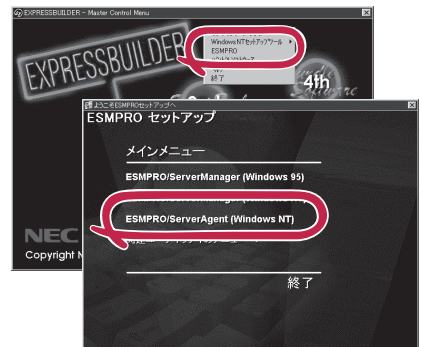 EXPRESSBUILDER - Master Control Menu
Windows NTセットアップツール
ESMPRO
終了
EXPRESSBUILDER
4th
NEC
Copyright N
ようこそESMPROセットアップへ
ESMPRO セットアップ
メインメニュー
ESMPRO/ServerManager (Windows 95)
ESMPRO/ServerAgent (Windows NT)
終了